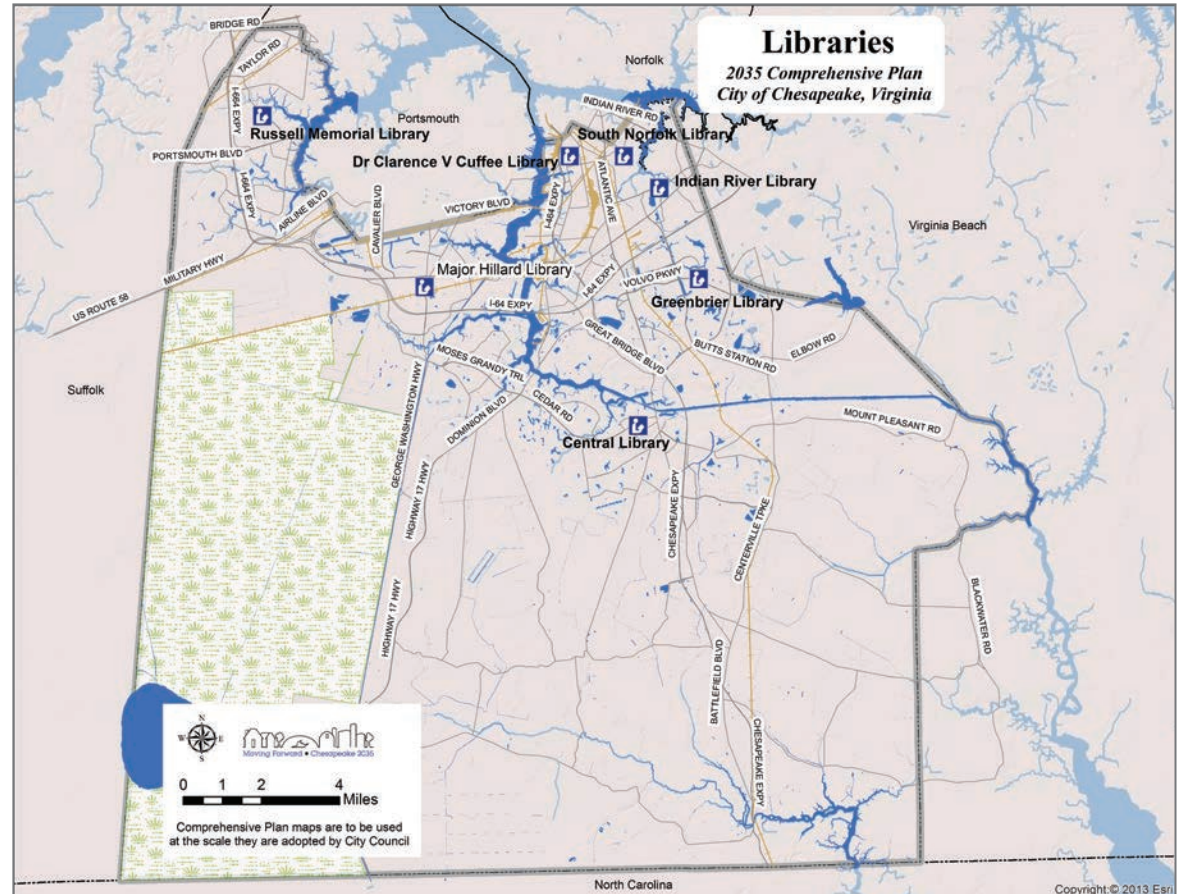 Libraries
2035 Comprehensive Plan
City of Chesapeake, Virginia
BRIDGE RD
TAYLOR RD
I-664 EXPY
Norfolk
INDIAN RIVER RD
Portsmouth
Russell Memorial Library
South Norfolk Library
PORTSMOUTH BLVD
Dr Clarence V Cuffee Library
ATLANTIC AVE
Indian River Library
I-664 EXPY
AIRLINE BLVD
CAVALIER BLVD
VICTORY BLVD
I-464 EXPY
Virginia Beach
MILITARY HWY
Major Hillard Library
I-64 EXPY
VOLVO PKWY
US ROUTE 58
I-64 EXPY
Greenbrier Library
GREAT BRIDGE BLVD
BUTTS STATION RD
ELBOW RD
MOSES GRANDY TRL
Suffolk
GEORGE WASHINGTON HWY
DOMINION BLVD
CEDAR RD
MOUNT PLEASANT RD
Central Library
HIGHWAY 17 HWY
CHESAPEAKE EXPY
CENTERVILLE TPKE
BLACKWATER RD
HIGHWAY 17 HWY
BATTLEFIELD BLVD
CHESAPEAKE EXPY
N
W E
S
Moving Forward • Chesapeake 2035
0 1 2 4
Miles
Comprehensive Plan maps are to be used
at the scale they are adopted by City Council
North Carolina
Copyright:© 2013 Esri